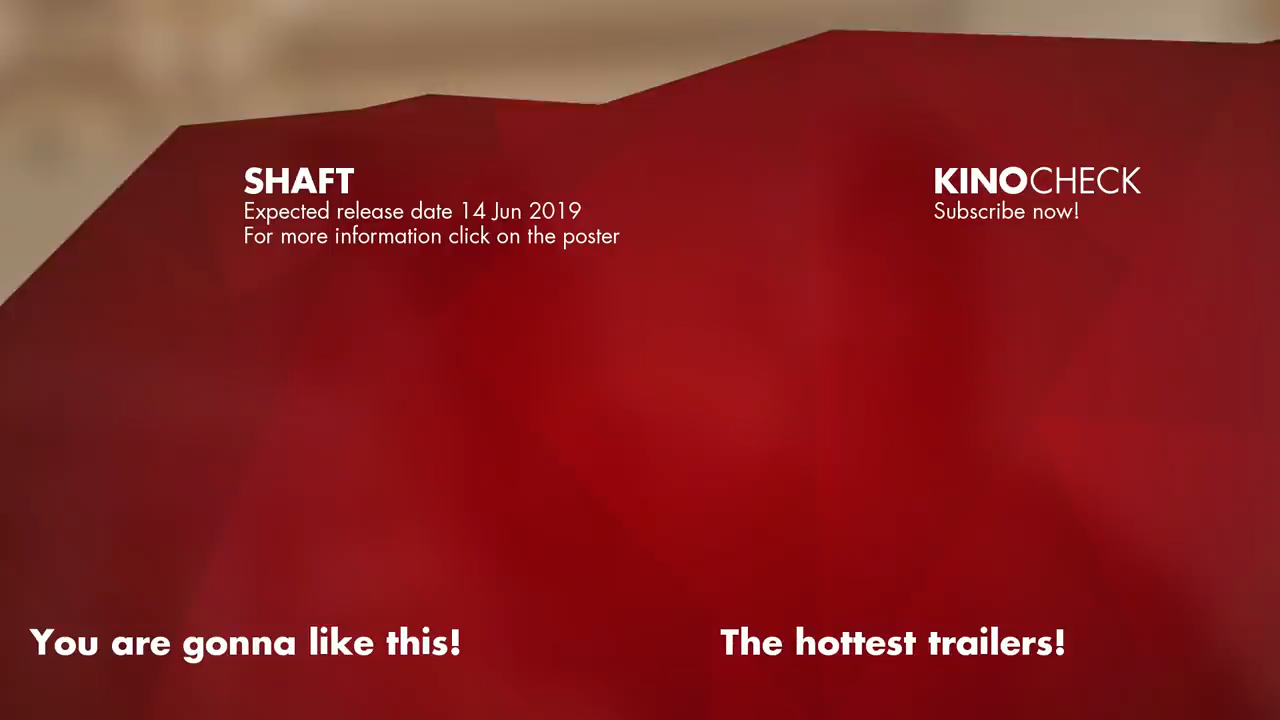 SHAFT
Expected release date 14 Jun 2019
For more information click on the poster
KINOCHECK
Subscribe now!
You are gonna like this!
The hottest trailers!